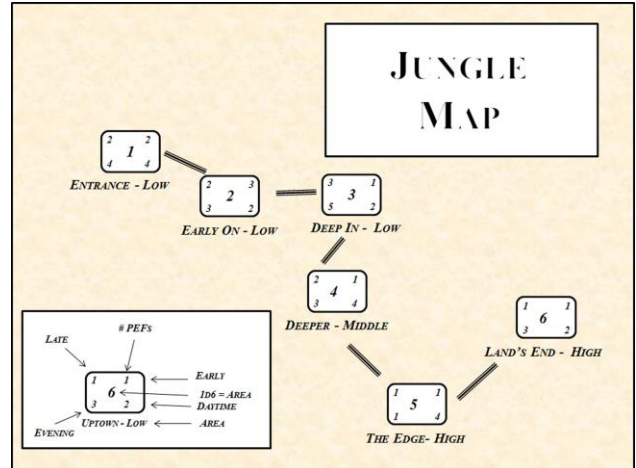 JUNGLE
MAP
2 2
1
4 4
ENTRANCE - LOW
2 3
2
3 2
EARLY ON - LOW
3 1
3
5 2
DEEP IN - LOW
2 1
4
3 4
DEEPER - MIDDLE
1 1
6
3 2
LAND'S END - HIGH
1 1
5
1 4
THE EDGE- HIGH
# PEFS
LATE
1 1
EARLY
6
1D6 = AREA
3 2
DAYTIME
EVENING
UPTOWN - LOW
AREA